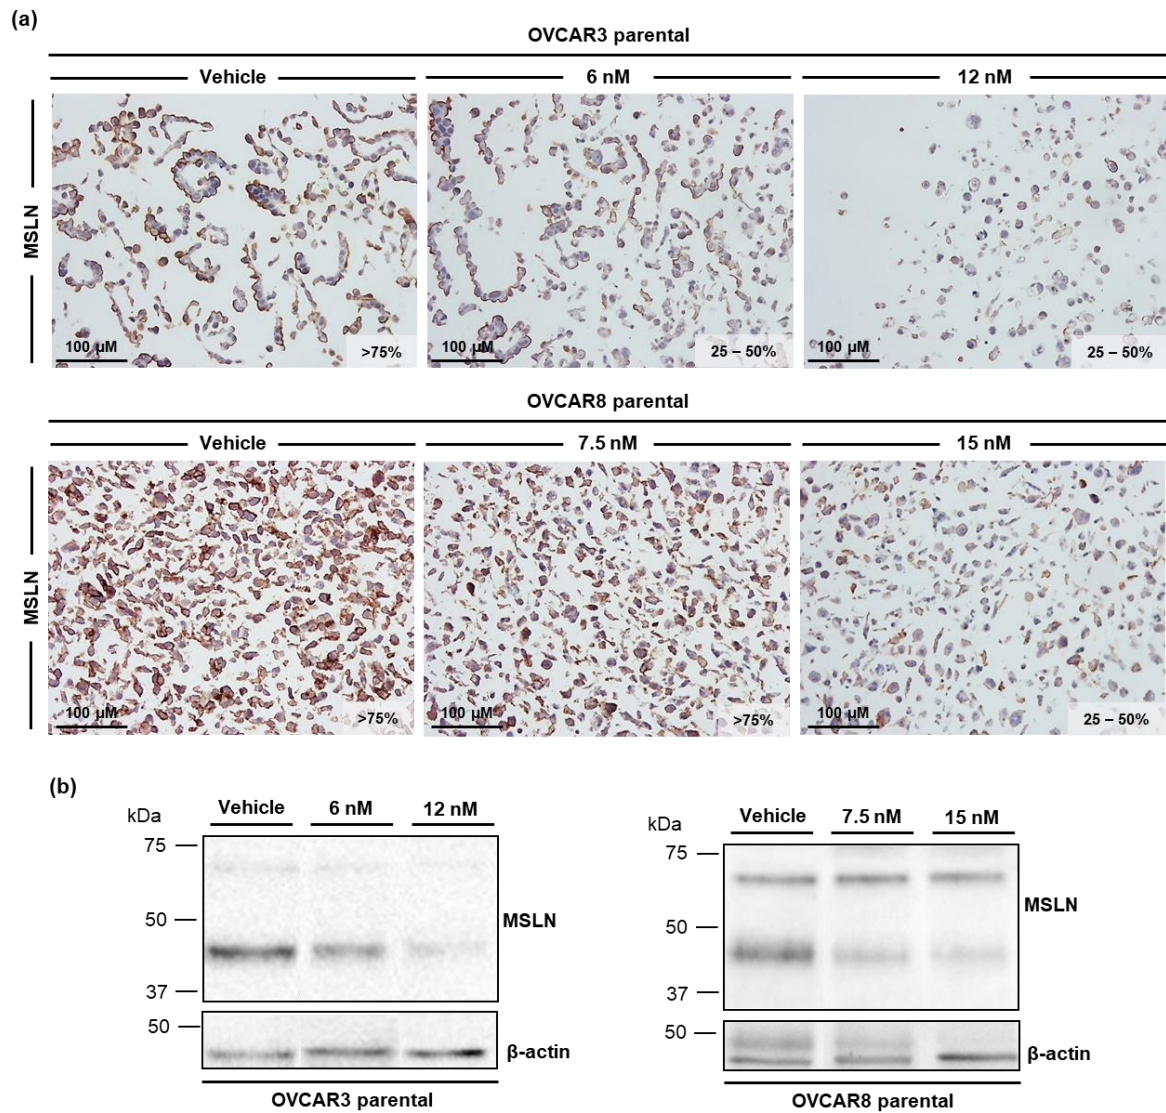 (a)
OVCAR3 parental
Vehicle 6 nM 12 nM
MSLN
100 µM >75% 100 µM 25 – 50% 100 µM 25 – 50%
OVCAR8 parental
Vehicle 7.5 nM 15 nM
MSLN
100 µM >75% 100 µM >75% 100 µM 25 – 50%
(b)
kDa Vehicle 6 nM 12 nM
75
50
37
MSLN
50
β-actin
OVCAR3 parental
kDa Vehicle 7.5 nM 15 nM
75
50
37
MSLN
50
β-actin
OVCAR8 parental